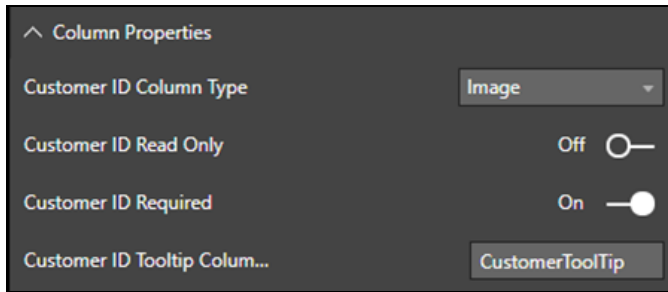 Column Properties
Customer ID Column Type Image
Customer ID Read Only Off
Customer ID Required On
Customer ID Tooltip Colum... CustomerToolTip